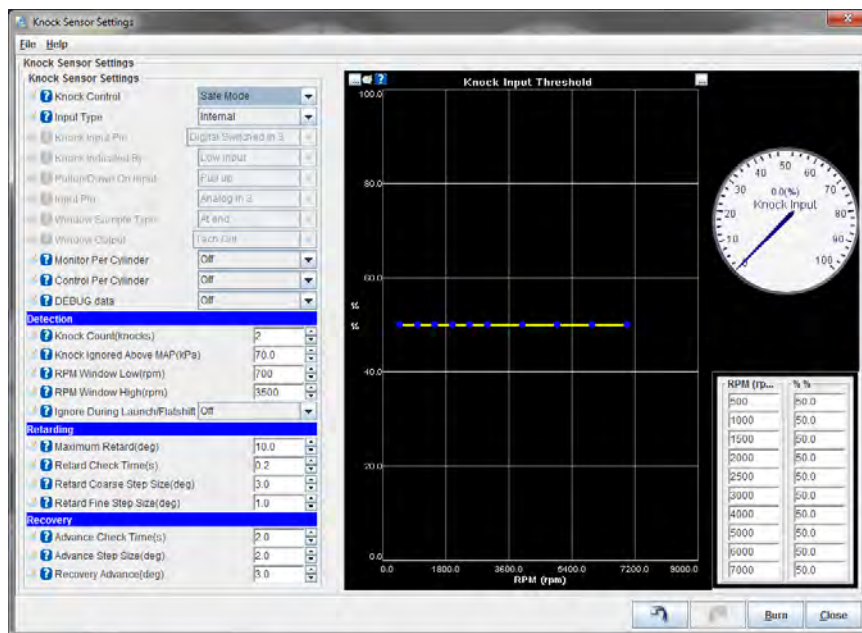 Knock Sensor Settings
File Help
Knock Sensor Settings
Knock Sensor Settings
Knock Control Safe Mode
Input Type Internal
Knock Input Pin Digital Switched in 3
Knock Indicated By Low input
Pullup/Down On Input Pull up
Input Pin Analog in 3
Window Sample Type At end
Window Output Tach Out
Monitor Per Cylinder Off
Control Per Cylinder Off
DEBUG data Off
Detection
Knock Count(knocks) 2
Knock Ignored Above MAP(kPa) 70.0
RPM Window Low(rpm) 700
RPM Window High(rpm) 3500
Ignore During Launch/Flatshift Off
Retarding
Maximum Retard(deg) 10.0
Retard Check Time(s) 0.2
Retard Coarse Step Size(deg) 3.0
Retard Fine Step Size(deg) 1.0
Recovery
Advance Check Time(s) 2.0
Advance Step Size(deg) 2.0
Recovery Advance(deg) 3.0
... ? Knock Input Threshold ...
100.0
80.0
60.0
%
%
40.0
20.0
0.0
0.0 1800.0 3600.0 5400.0 7200.0 9000.0
RPM (rpm)
0 10 20 30 40 50 60 70 80 90 100
0.0(%)
Knock Input
RPM (rp... % %
500 50.0
1000 50.0
1500 50.0
2000 50.0
2500 50.0
3000 50.0
4000 50.0
5000 50.0
6000 50.0
7000 50.0
Burn Close